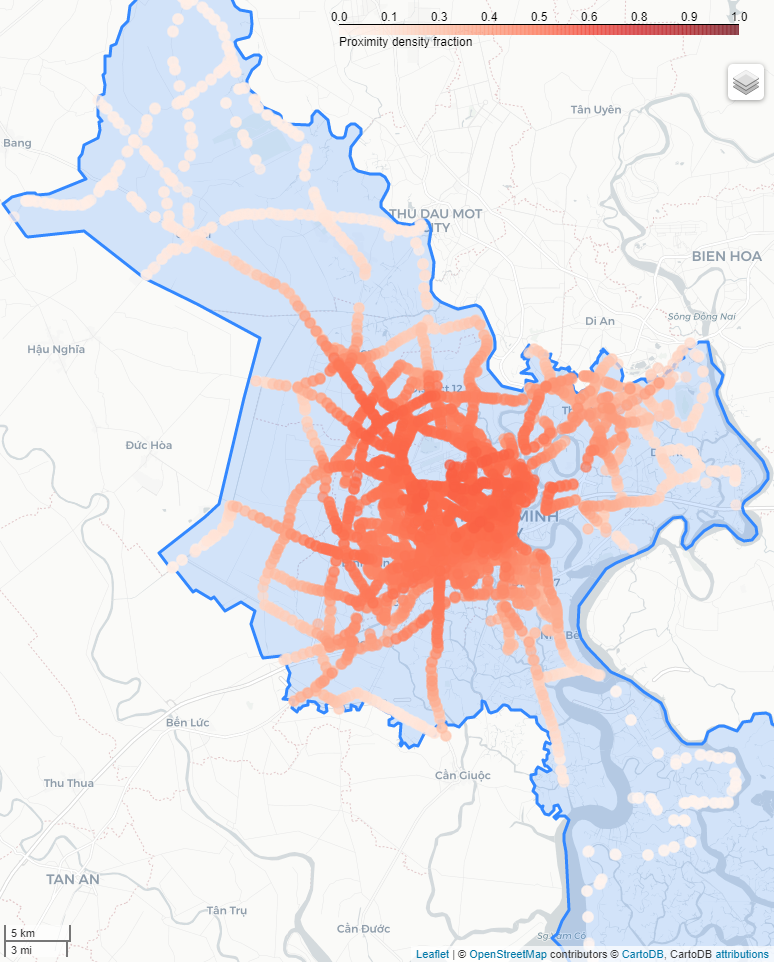 0.0 0.1 0.3 0.4 0.5 0.6 0.8 0.9 1.0
Proximity density fraction
Tân Uyên
Bang
THU DAU MOT
CITY
BIEN HOA
Sông Đồng Nai
Di An
Hậu Nghĩa
12
Đức Hòa
MINH
7
Bến Lức
Cần Giuộc
Thu Thua
TAN AN
Tân Trụ
Cần Đước
5 km
3 mi
Leaflet | © OpenStreetMap contributors © CartoDB, CartoDB attributions